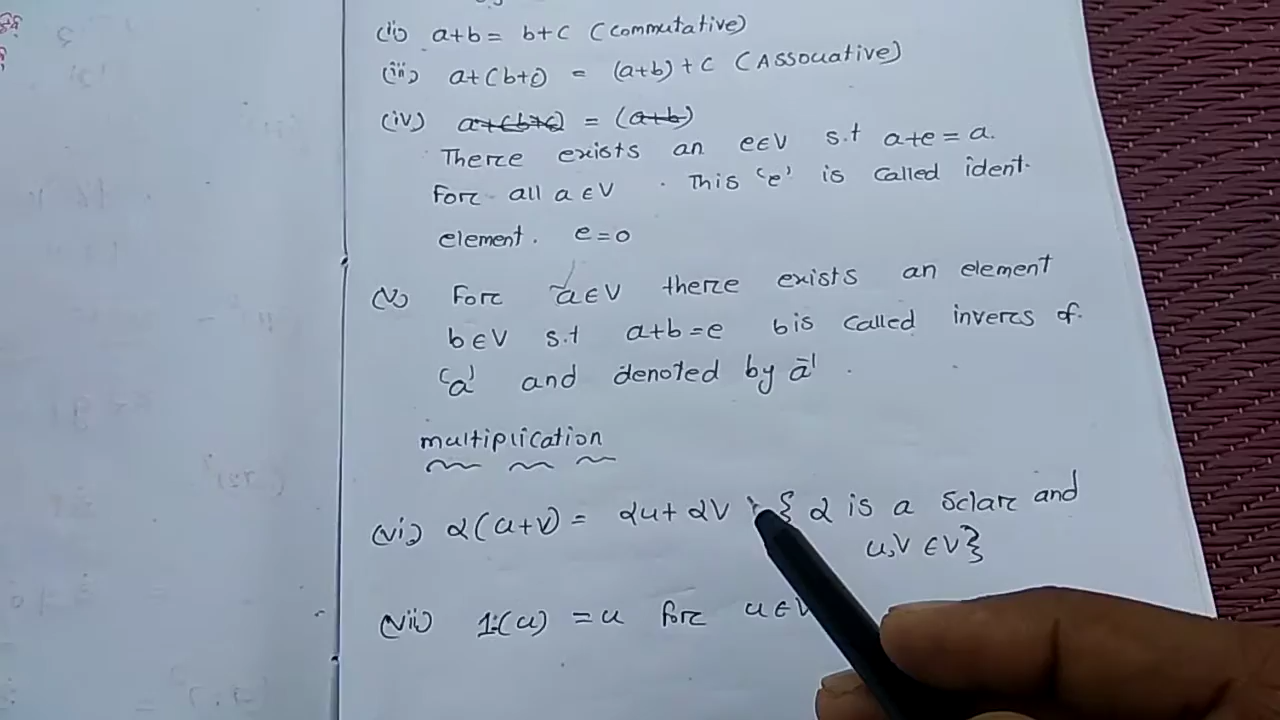 (ii) a+b = b+c (commutative)
(iii) a+(b+c) = (a+b)+c (Associative)
(iv) a+(b+c) = (a+b)
There exists an e∈V s.t a+e = a.
For all a∈V . This 'e' is called ident.
element. e=0
(v) For a∈V there exists an element
b∈V s.t a+b=e b is called invers of
'a' and denoted by a⁻¹ .
multiplication
(vi) α(u+v) = αu+αv ; { α is a sclar and
u,v ∈V}
(vii) 1.(u) = u for u∈V